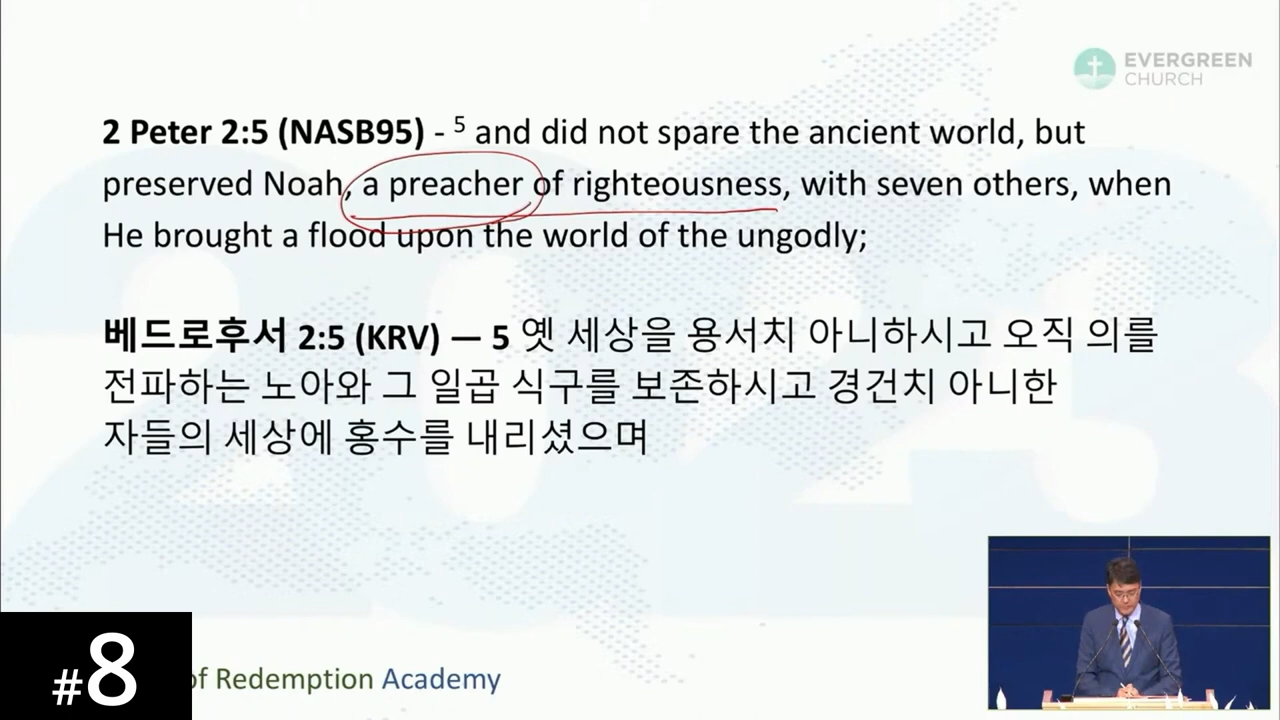 EVERGREEN
CHURCH
2 Peter 2:5 (NASB95) - 5 and did not spare the ancient world, but
preserved Noah, a preacher of righteousness, with seven others, when
He brought a flood upon the world of the ungodly;
베드로후서 2:5 (KRV) — 5 옛 세상을 용서치 아니하시고 오직 의를
전파하는 노아와 그 일곱 식구를 보존하시고 경건치 아니한
자들의 세상에 홍수를 내리셨으며
#8
of Redemption Academy